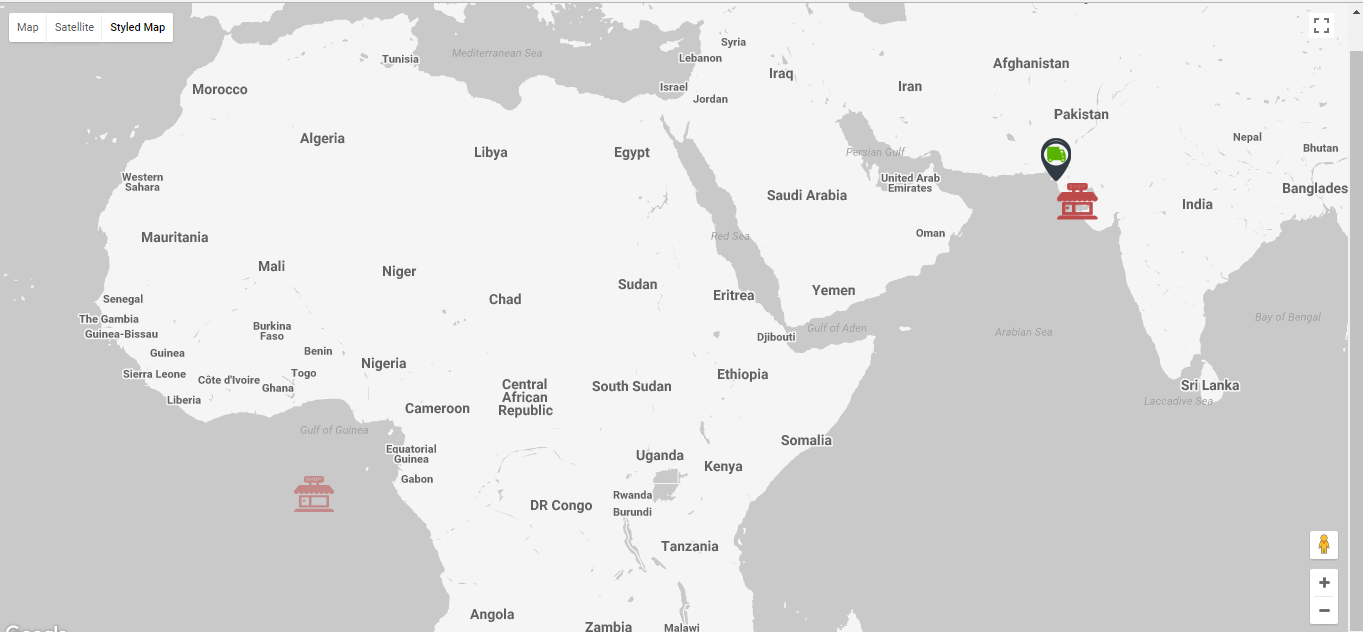 Map
Satellite
Styled Map
Mediterranean Sea
Tunisia
Syria
Lebanon
Iraq
Iran
Afghanistan
Israel
Jordan
Morocco
Pakistan
Algeria
Libya
Egypt
Persian Gulf
Nepal
Bhutan
Western
Sahara
United Arab
Emirates
Saudi Arabia
Banglades
India
Mauritania
Red Sea
Oman
Mali
Niger
Chad
Sudan
Eritrea
Yemen
Senegal
The Gambia
Guinea-Bissau
Burkina
Faso
Djibouti
Gulf of Aden
Arabian Sea
Bay of Bengal
Guinea
Benin
Nigeria
Sierra Leone
Côte d'Ivoire
Togo
Ghana
Liberia
Central
African
Republic
South Sudan
Ethiopia
Sri Lanka
Laccadive Sea
Cameroon
Gulf of Guinea
Equatorial
Guinea
Gabon
Uganda
Kenya
Somalia
SHOP
DR Congo
Rwanda
Burundi
Tanzania
Angola
Zambia
Malawi
Google